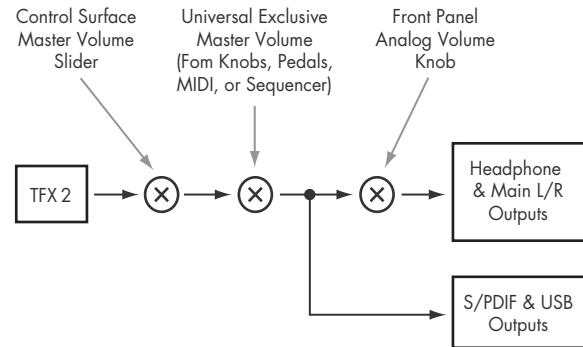 Control Surface
Master Volume
Slider
Universal Exclusive
Master Volume
(Fom Knobs, Pedals,
MIDI, or Sequencer)
Front Panel
Analog Volume
Knob
TFX 2
Headphone
& Main L/R
Outputs
S/PDIF & USB
Outputs